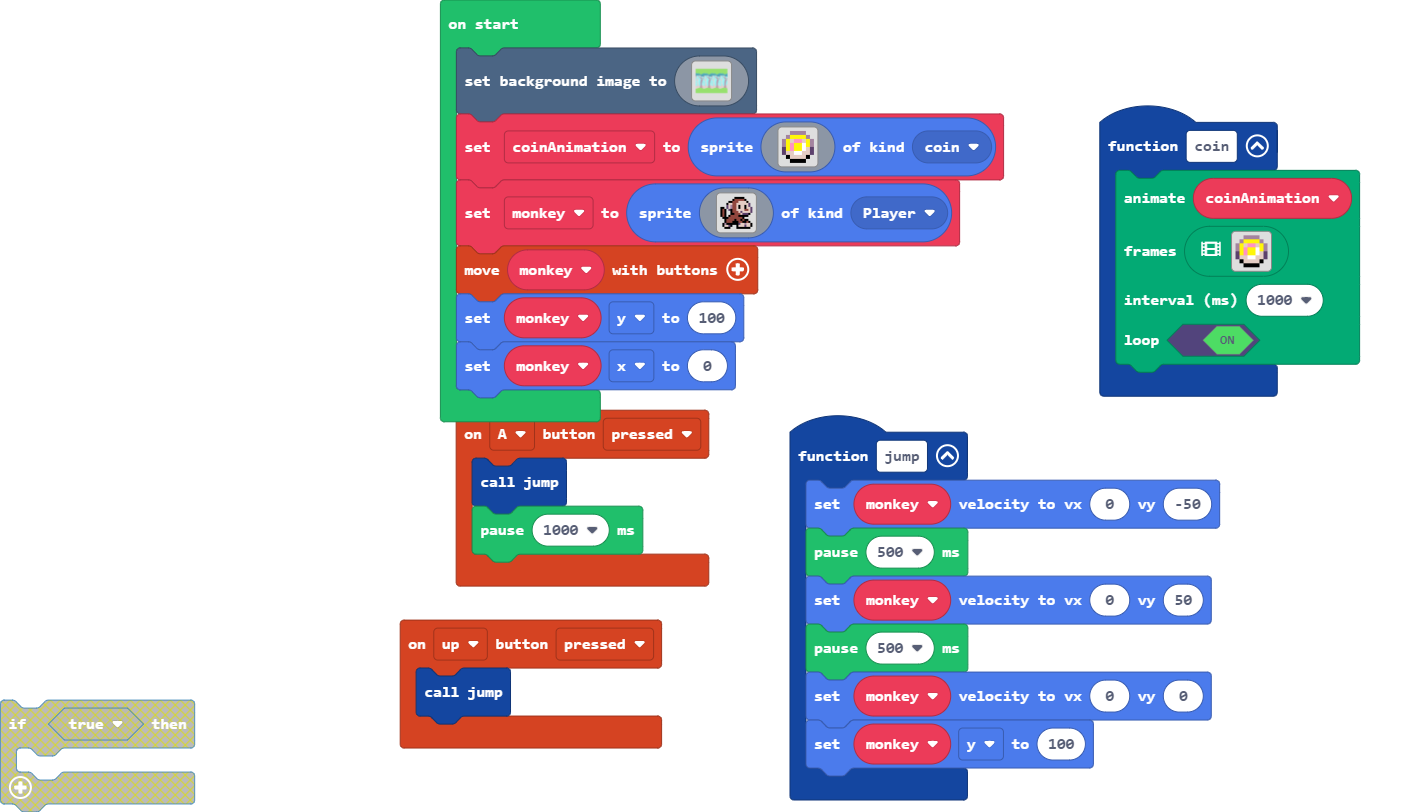 on start
set background image to
set coinAnimation to sprite of kind coin
set monkey to sprite of kind Player
move monkey with buttons
set monkey y to 100
set monkey x to 0
on A button pressed
call jump
pause 1000 ms
on up button pressed
call jump
if true then
function coin
animate coinAnimation
frames
interval (ms) 1000
loop ON
function jump
set monkey velocity to vx 0 vy -50
pause 500 ms
set monkey velocity to vx 0 vy 50
pause 500 ms
set monkey velocity to vx 0 vy 0
set monkey y to 100